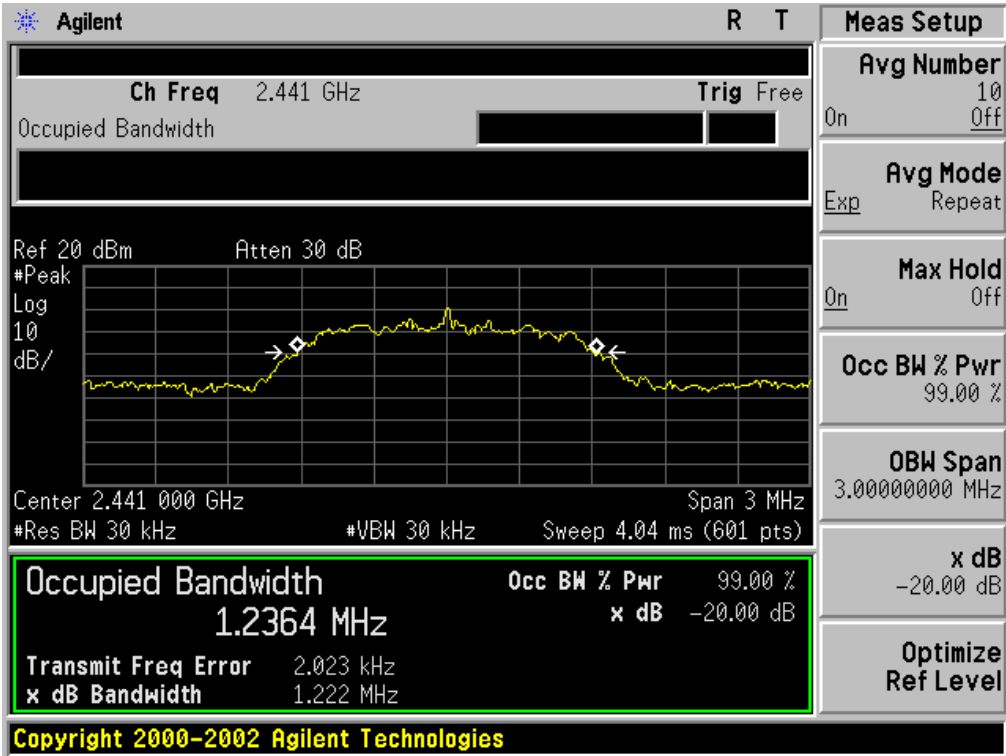 Agilent R T
Meas Setup
Ch Freq 2.441 GHz Trig Free
Occupied Bandwidth
Ref 20 dBm Atten 30 dB
#Peak
Log
10
dB/
Center 2.441 000 GHz Span 3 MHz
#Res BW 30 kHz #VBW 30 kHz Sweep 4.04 ms (601 pts)
Occupied Bandwidth
1.2364 MHz
Occ BW % Pwr 99.00 %
x dB -20.00 dB
Transmit Freq Error 2.023 kHz
x dB Bandwidth 1.222 MHz
Avg Number
10
On Off
Avg Mode
Exp Repeat
Max Hold
On Off
Occ BW % Pwr
99.00 %
OBW Span
3.00000000 MHz
x dB
-20.00 dB
Optimize
Ref Level
Copyright 2000-2002 Agilent Technologies